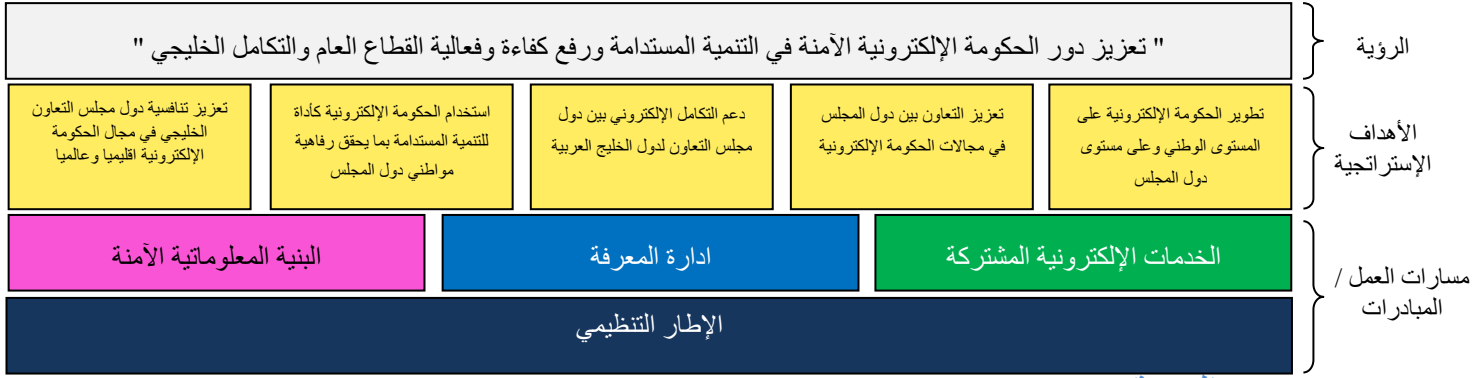 الرؤية
" تعزيز دور الحكومة الإلكترونية الآمنة في التنمية المستدامة ورفع كفاءة وفعالية القطاع العام والتكامل الخليجي "
الأهداف
الإستراتجية
تطوير الحكومة الإلكترونية على
المستوى الوطني وعلى مستوى
دول المجلس
تعزيز التعاون بين دول المجلس
في مجالات الحكومة الإلكترونية
دعم التكامل الإلكتروني بين دول
مجلس التعاون لدول الخليج العربية
استخدام الحكومة الإلكترونية كأداة
للتنمية المستدامة بما يحقق رفاهية
مواطني دول المجلس
تعزيز تنافسية دول مجلس التعاون
الخليجي في مجال الحكومة
الإلكترونية اقليميا وعالميا
مسارات العمل /
المبادرات
الخدمات الإلكترونية المشتركة
ادارة المعرفة
البنية المعلوماتية الآمنة
الإطار التنظيمي